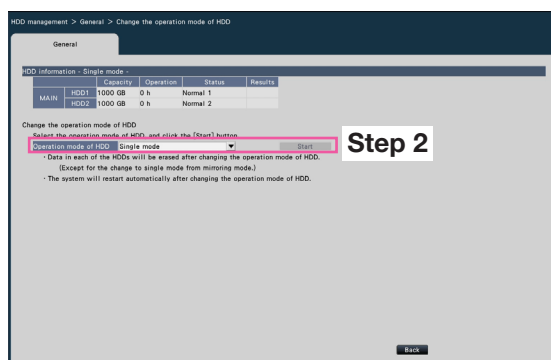 HDD management > General > Change the operation mode of HDD
General
HDD information - Single mode -
Capacity Operation Status Results
MAIN HDD1 1000 GB 0 h Normal 1
HDD2 1000 GB 0 h Normal 2
Change the operation mode of HDD
Select the operation mode of HDD, and click the [Start] button.
Operation mode of HDD Single mode Start
Step 2
・Data in each of the HDDs will be erased after changing the operation mode of HDD.
(Except for the change to single mode from mirroring mode.)
・The system will restart automatically after changing the operation mode of HDD.
Back